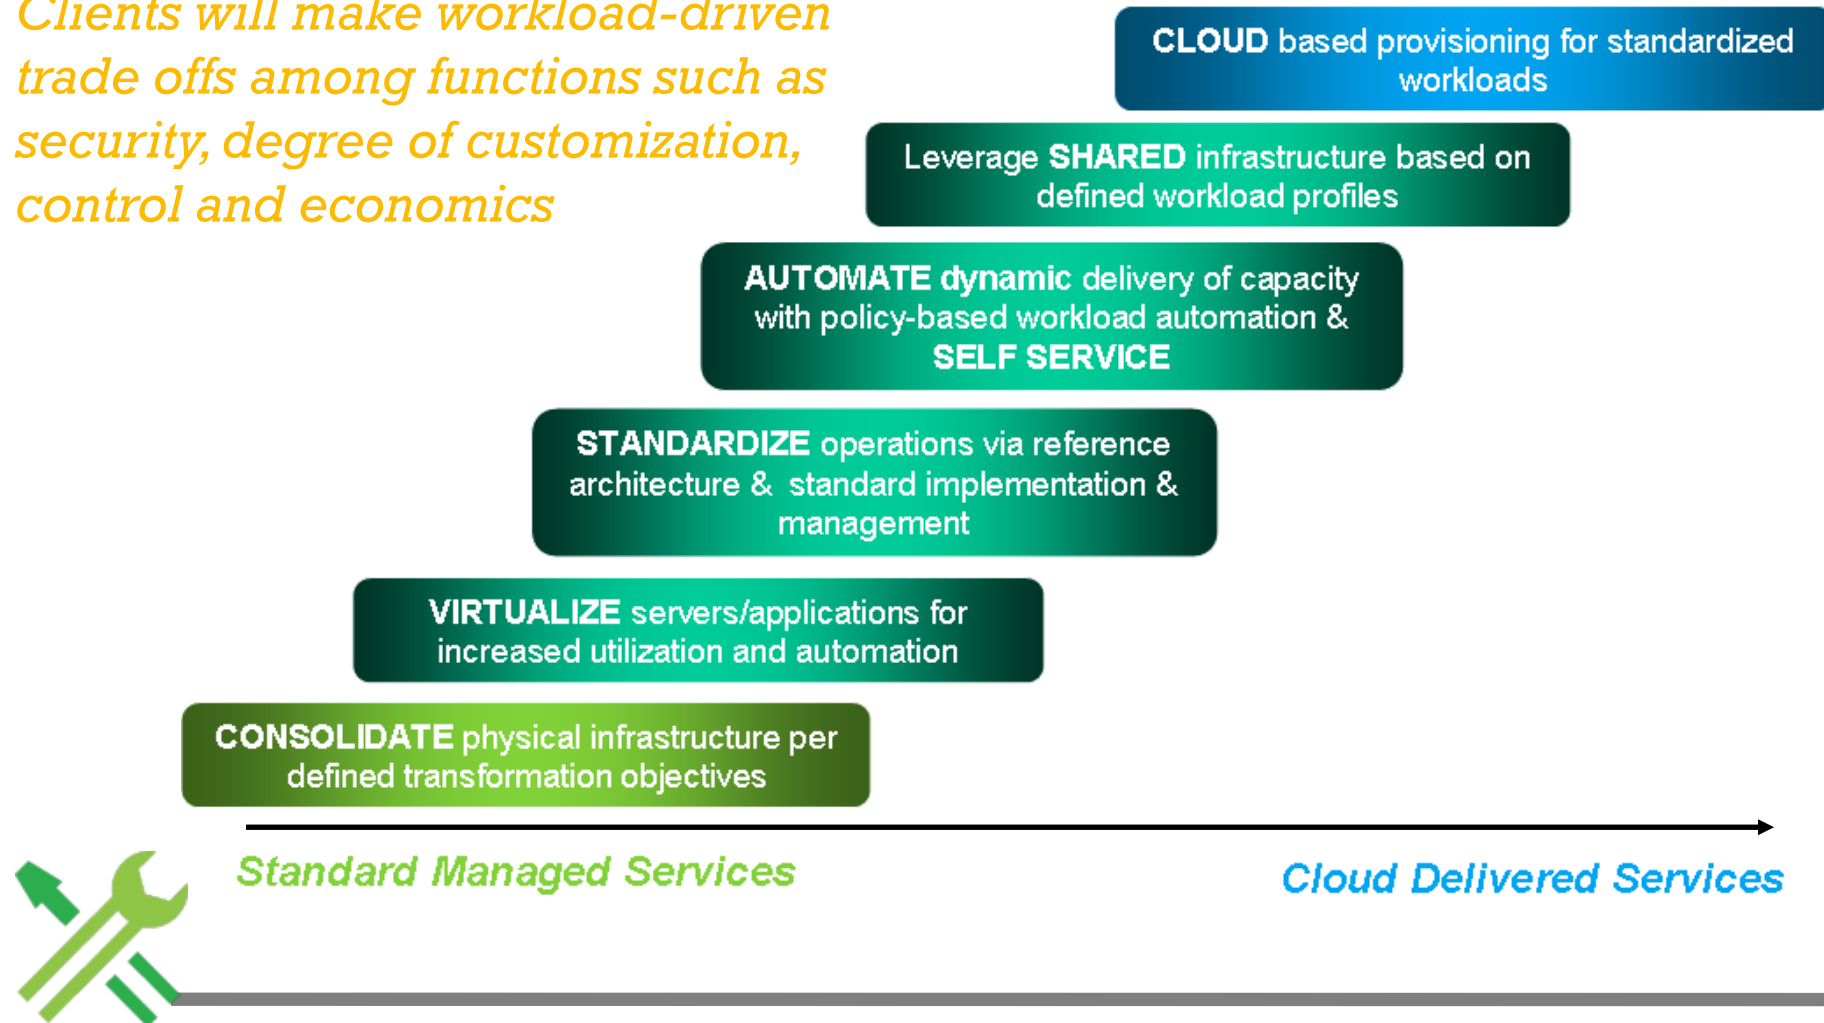 Clients will make workload-driven
trade offs among functions such as
security, degree of customization,
control and economics
CLOUD based provisioning for standardized
workloads
Leverage SHARED infrastructure based on
defined workload profiles
AUTOMATE dynamic delivery of capacity
with policy-based workload automation &
SELF SERVICE
STANDARDIZE operations via reference
architecture & standard implementation &
management
VIRTUALIZE servers/applications for
increased utilization and automation
CONSOLIDATE physical infrastructure per
defined transformation objectives
Standard Managed Services
Cloud Delivered Services